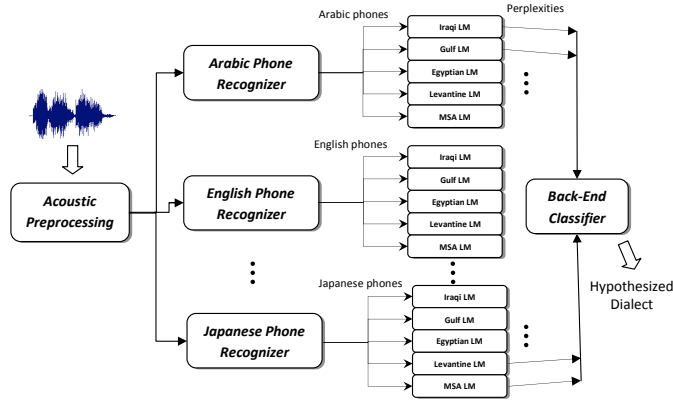 Arabic phones
Perplexities
Iraqi LM
Gulf LM
Egyptian LM
Levantine LM
MSA LM
Arabic Phone
Recognizer
English phones
Iraqi LM
Gulf LM
Egyptian LM
Levantine LM
MSA LM
Acoustic
Preprocessing
English Phone
Recognizer
Back-End
Classifier
Hypothesized
Dialect
Japanese phones
Iraqi LM
Gulf LM
Egyptian LM
Levantine LM
MSA LM
Japanese Phone
Recognizer